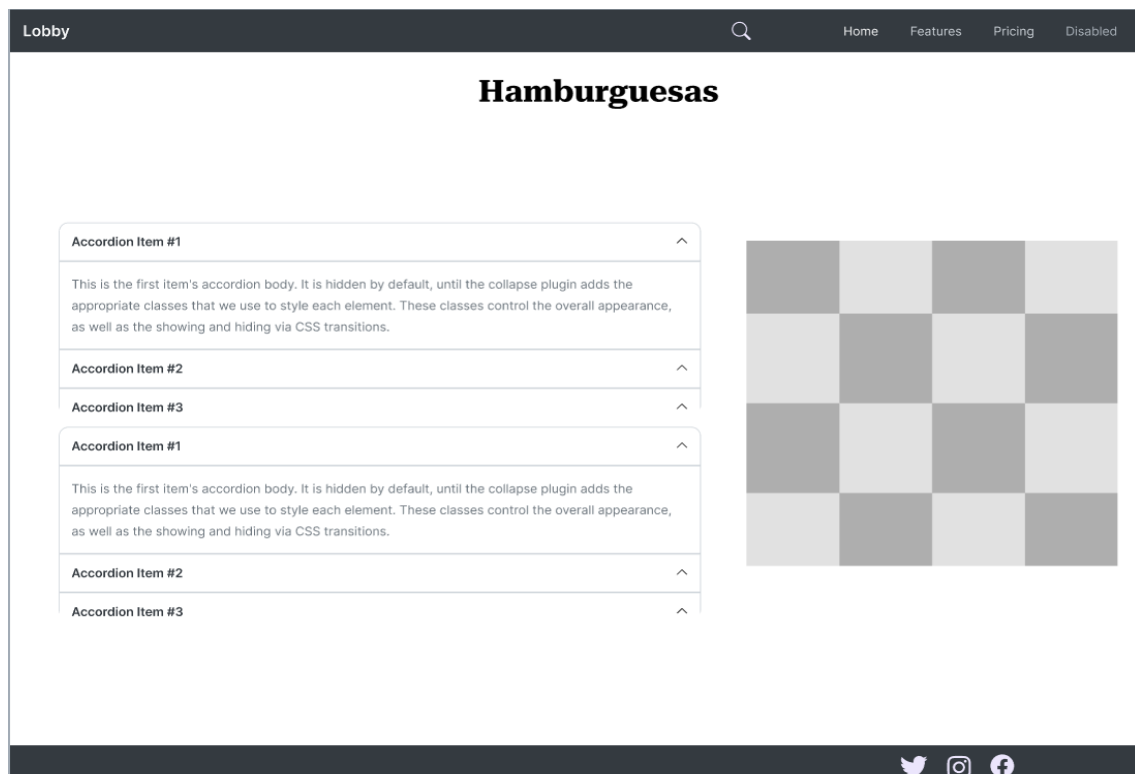 Lobby Home Features Pricing Disabled
Hamburguesas
Accordion Item #1
This is the first item's accordion body. It is hidden by default, until the collapse plugin adds the
appropriate classes that we use to style each element. These classes control the overall appearance,
as well as the showing and hiding via CSS transitions.
Accordion Item #2
Accordion Item #3
Accordion Item #1
This is the first item's accordion body. It is hidden by default, until the collapse plugin adds the
appropriate classes that we use to style each element. These classes control the overall appearance,
as well as the showing and hiding via CSS transitions.
Accordion Item #2
Accordion Item #3